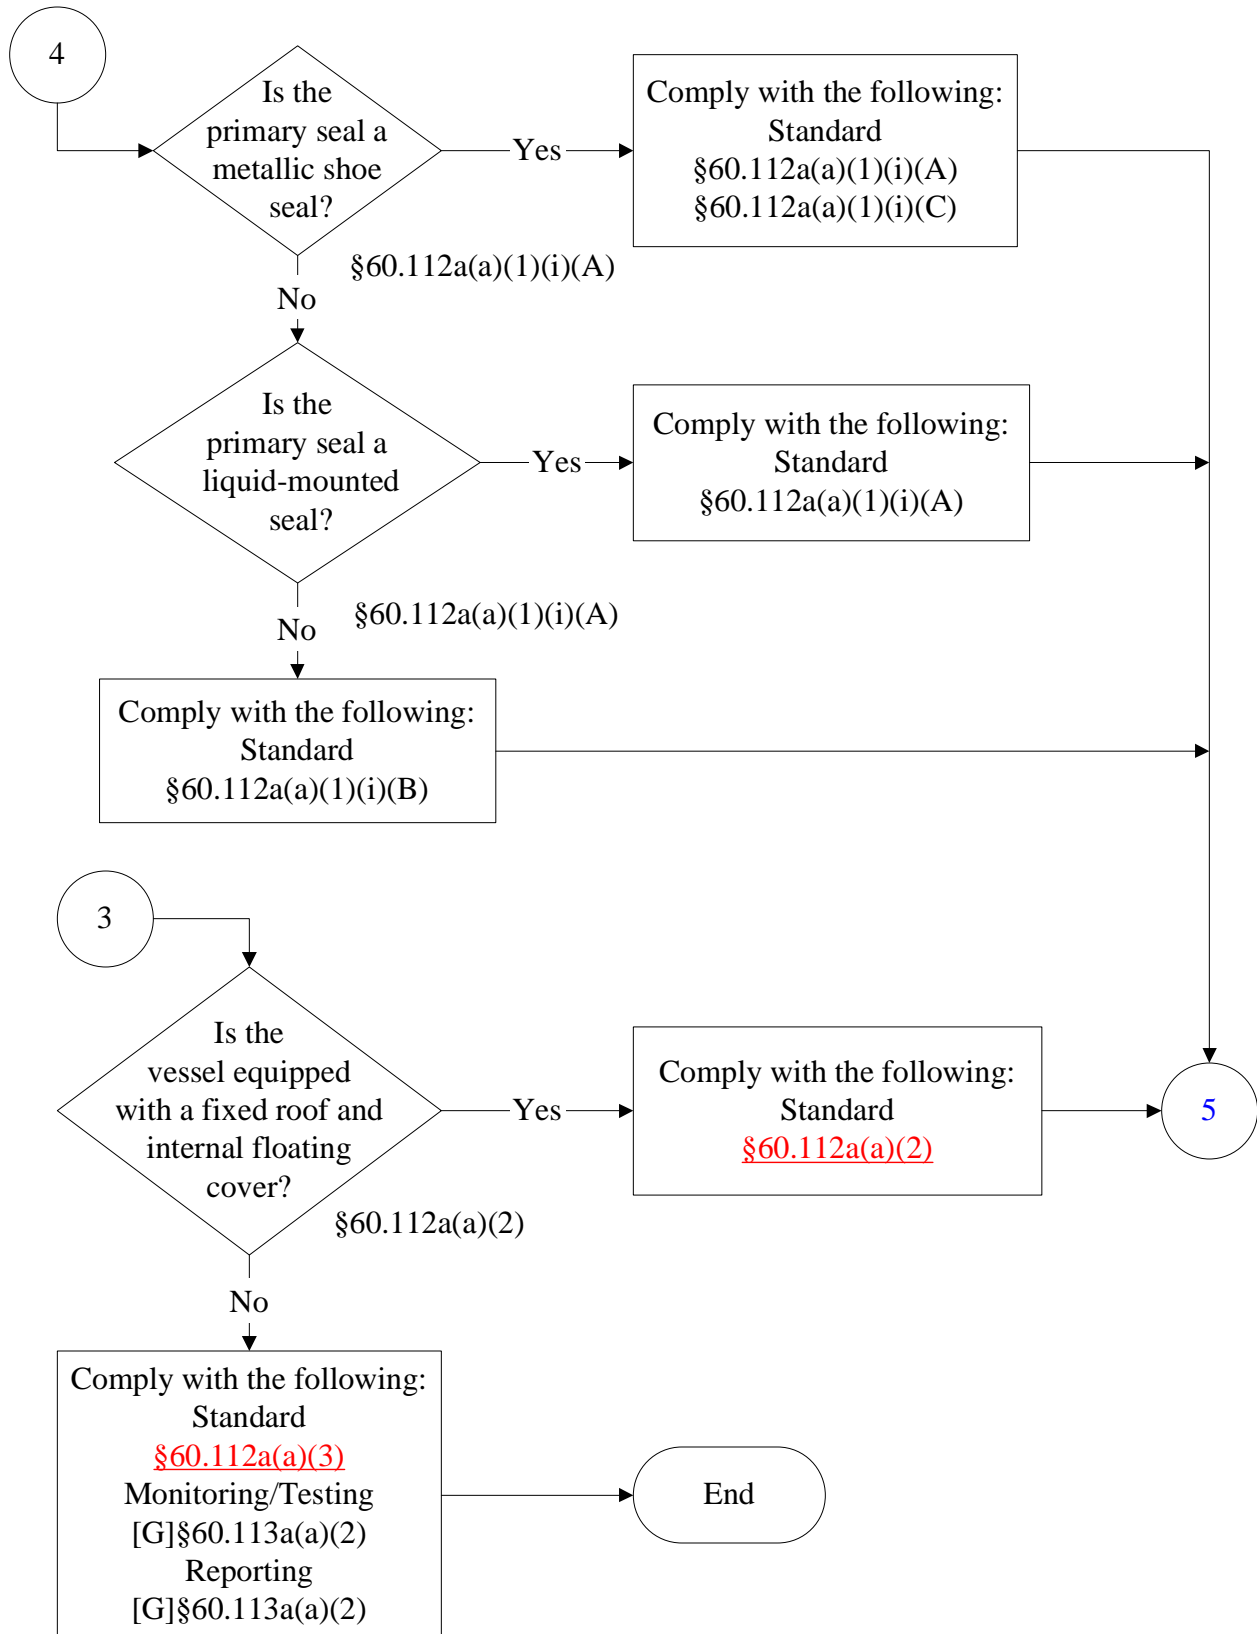 4
Is the
primary seal a
metallic shoe
seal?
Yes
Comply with the following:
Standard
§60.112a(a)(1)(i)(A)
§60.112a(a)(1)(i)(C)
§60.112a(a)(1)(i)(A)
No
Is the
primary seal a
liquid-mounted
seal?
Yes
Comply with the following:
Standard
§60.112a(a)(1)(i)(A)
§60.112a(a)(1)(i)(A)
No
Comply with the following:
Standard
§60.112a(a)(1)(i)(B)
3
Is the
vessel equipped
with a fixed roof and
internal floating
cover?
Yes
Comply with the following:
Standard
§60.112a(a)(2)
5
§60.112a(a)(2)
No
Comply with the following:
Standard
§60.112a(a)(3)
Monitoring/Testing
[G]§60.113a(a)(2)
Reporting
[G]§60.113a(a)(2)
End